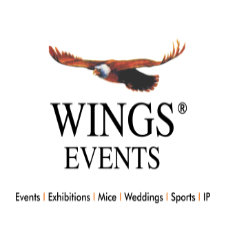 WINGS®
EVENTS
Events | Exhibitions | Mice | Weddings | Sports | IP